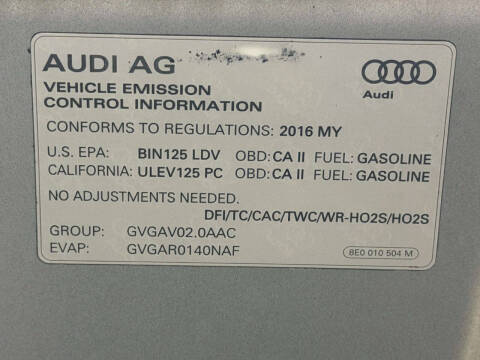 AUDI AG
Audi
VEHICLE EMISSION
CONTROL INFORMATION
CONFORMS TO REGULATIONS: 2016 MY
U.S. EPA: BIN125 LDV OBD: CA II FUEL: GASOLINE
CALIFORNIA: ULEV125 PC OBD: CA II FUEL: GASOLINE
NO ADJUSTMENTS NEEDED.
DFI/TC/CAC/TWC/WR-HO2S/HO2S
GROUP: GVGAV02.0AAC
EVAP: GVGAR0140NAF
8E0 010 504 M